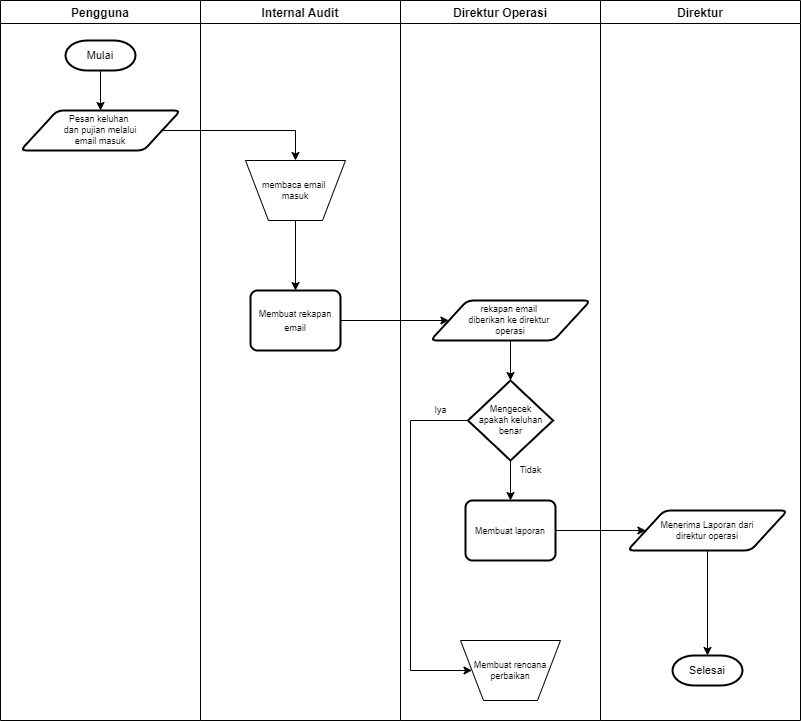 Pengguna
Internal Audit
Direktur Operasi
Direktur
Mulai
Pesan keluhan
dan pujian melalui
email masuk
membaca email
masuk
Membuat rekapan
email
rekapan email
diberikan ke direktur
operasi
Iya
Mengecek
apakah keluhan
benar
Tidak
Membuat laporan
Menerima Laporan dari
direktur operasi
Membuat rencana
perbaikan
Selesai